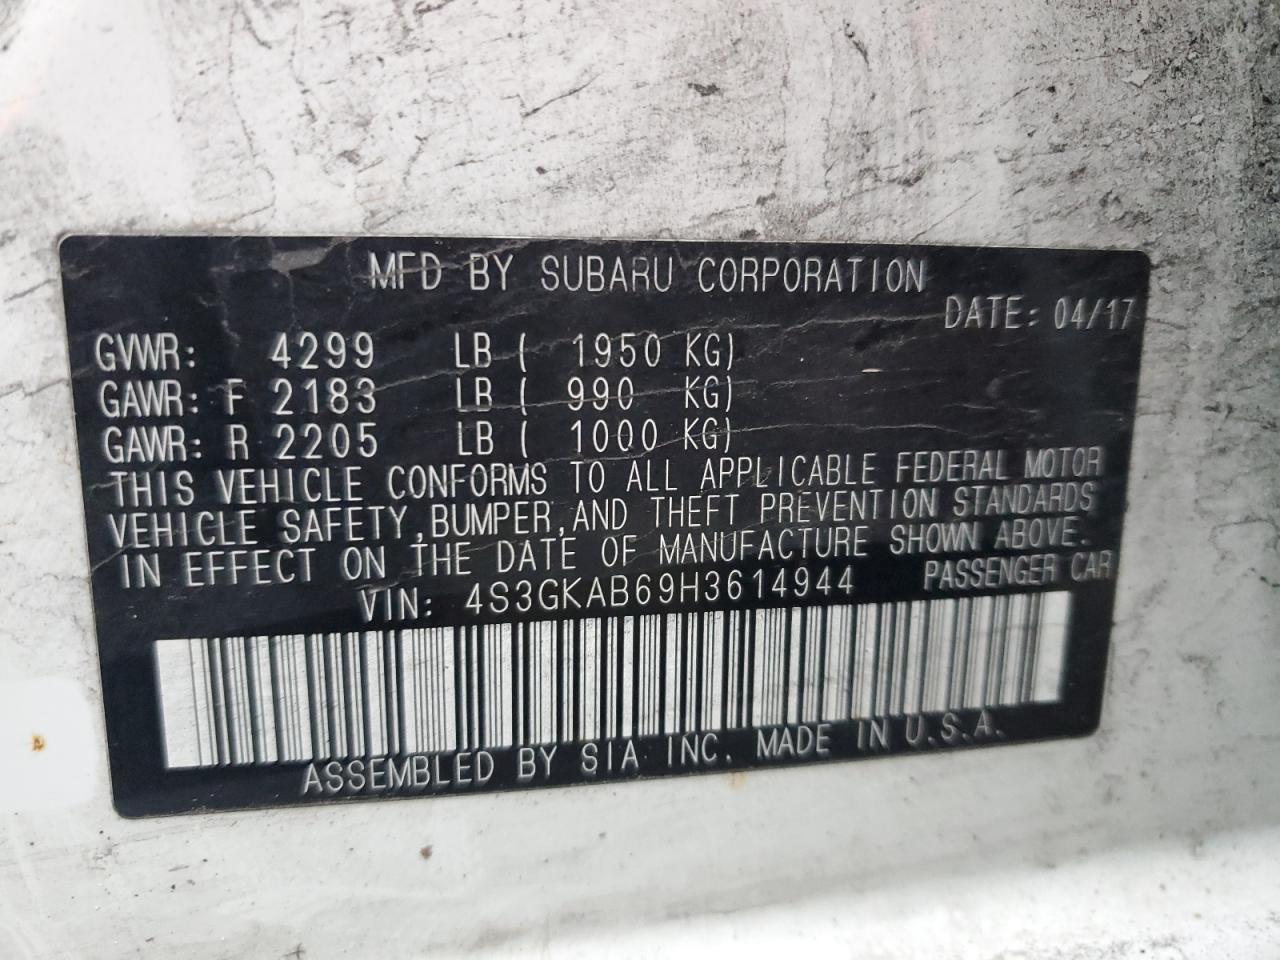 MFD BY SUBARU CORPORATION
DATE: 04/17
GVWR: 4299 LB ( 1950 KG)
GAWR: F 2183 LB ( 990 KG)
GAWR: R 2205 LB ( 1000 KG)
THIS VEHICLE CONFORMS TO ALL APPLICABLE FEDERAL MOTOR
VEHICLE SAFETY, BUMPER, AND THEFT PREVENTION STANDARDS
IN EFFECT ON THE DATE OF MANUFACTURE SHOWN ABOVE.
VIN: 4S3GKAB69H3614944 PASSENGER CAR
ASSEMBLED BY SIA INC. MADE IN U.S.A.